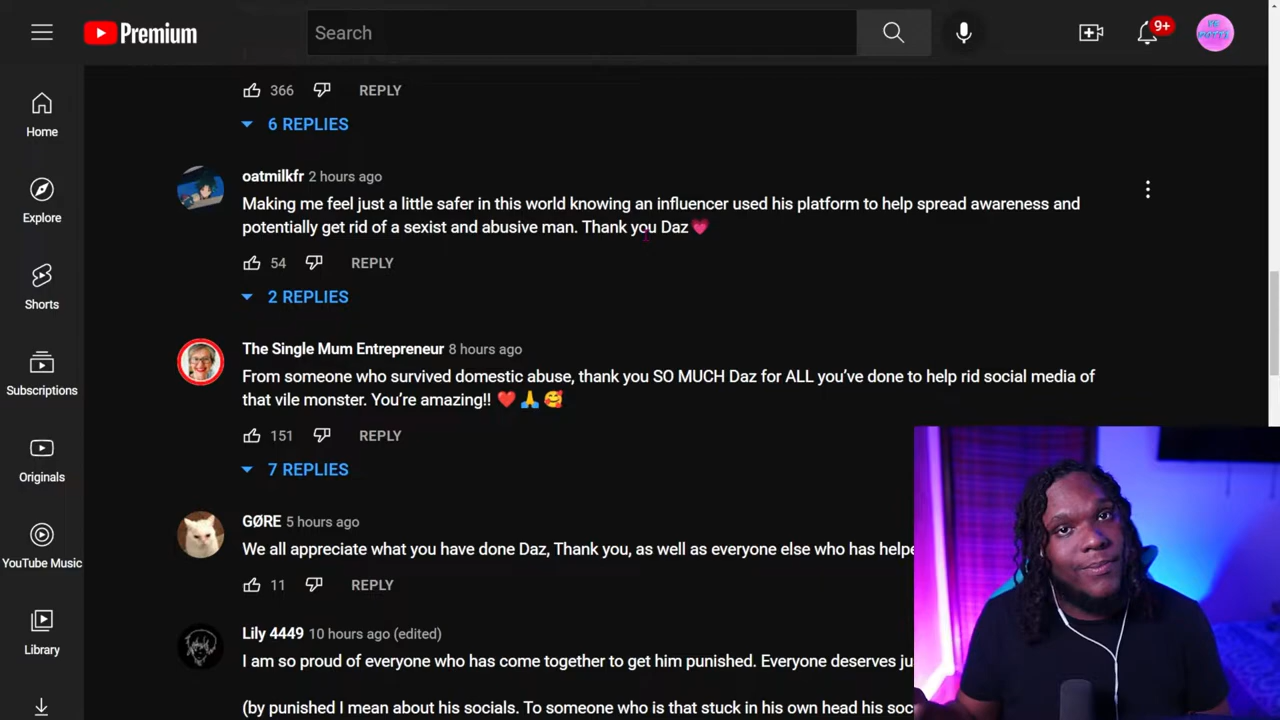 Premium
Search
9+
Home
Explore
Shorts
Subscriptions
Originals
YouTube Music
Library
366
REPLY
6 REPLIES
oatmilkfr 2 hours ago
Making me feel just a little safer in this world knowing an influencer used his platform to help spread awareness and
potentially get rid of a sexist and abusive man. Thank you Daz💗
54 REPLY
2 REPLIES
The Single Mum Entrepreneur 8 hours ago
From someone who survived domestic abuse, thank you SO MUCH Daz for ALL you’ve done to help rid social media of
that vile monster. You’re amazing!! ❤️🙏🥰
151 REPLY
7 REPLIES
GØRE 5 hours ago
We all appreciate what you have done Daz, Thank you, as well as everyone else who has helpe
11 REPLY
Lily 4449 10 hours ago (edited)
I am so proud of everyone who has come together to get him punished. Everyone deserves ju
(by punished I mean about his socials. To someone who is that stuck in his own head his soc